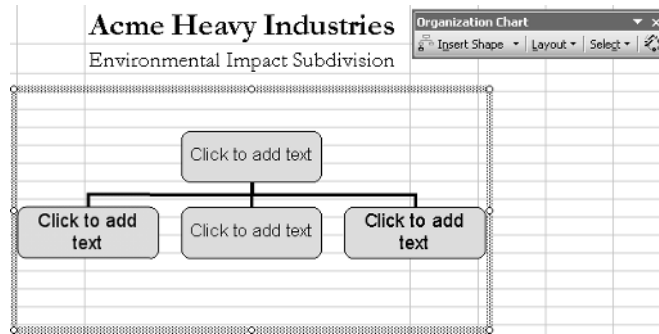 Acme Heavy Industries
Environmental Impact Subdivision
Organization Chart
Insert Shape Layout Select
Click to add text
Click to add
text
Click to add text
Click to add
text